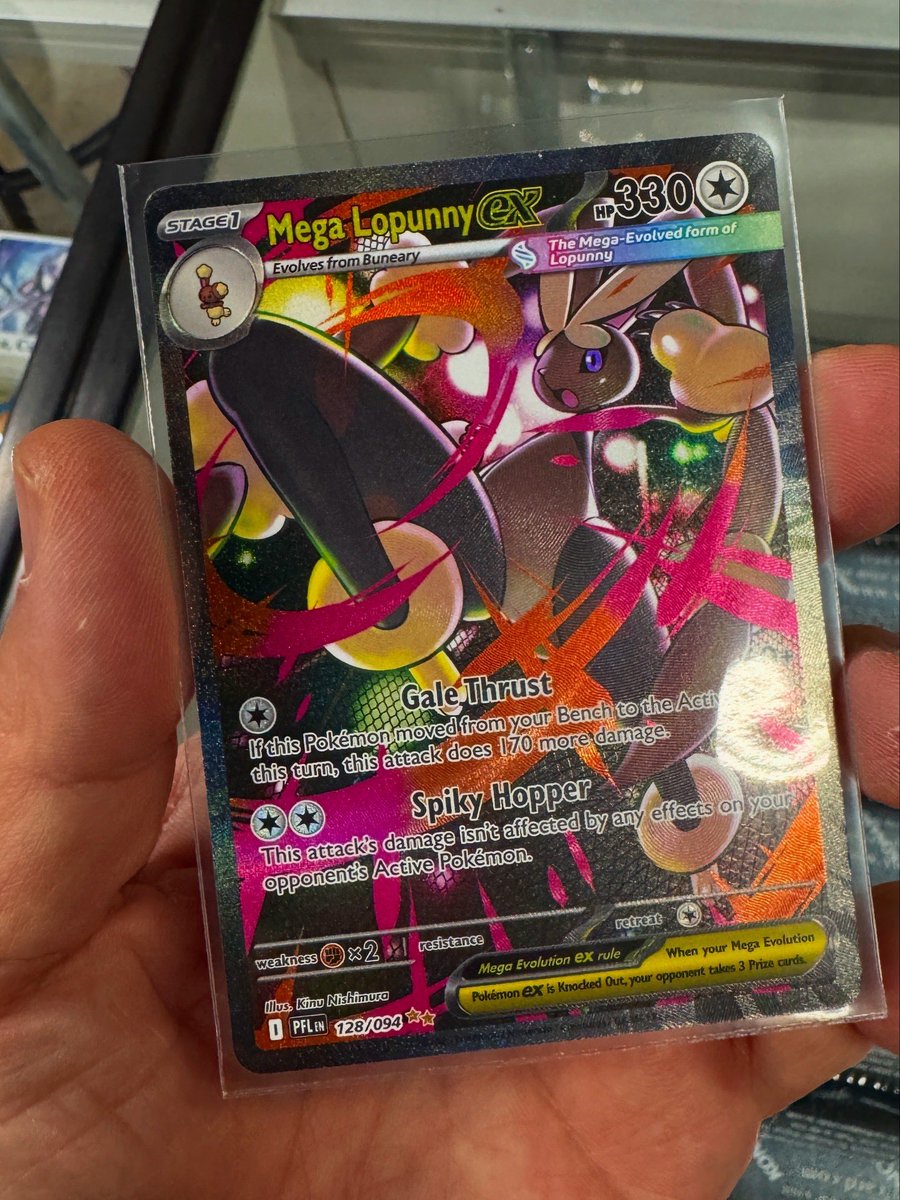 STAGE1
Mega Lopunny ex
HP 330
Evolves from Buneary
The Mega-Evolved form of
Lopunny
Gale Thrust
If this Pokémon moved from your Bench to the
this turn, this attack does 170 more damage.
Spiky Hopper
This attack's damage isn't affected by any effects on your
opponent's Active Pokémon.
weakness ×2 resistance
retreat
Mega Evolution ex rule
When your Mega Evolution
Pokémon ex is Knocked Out, your opponent takes 3 Prize cards.
Illus. Kinu Nishimura
I PFL EN 128/094